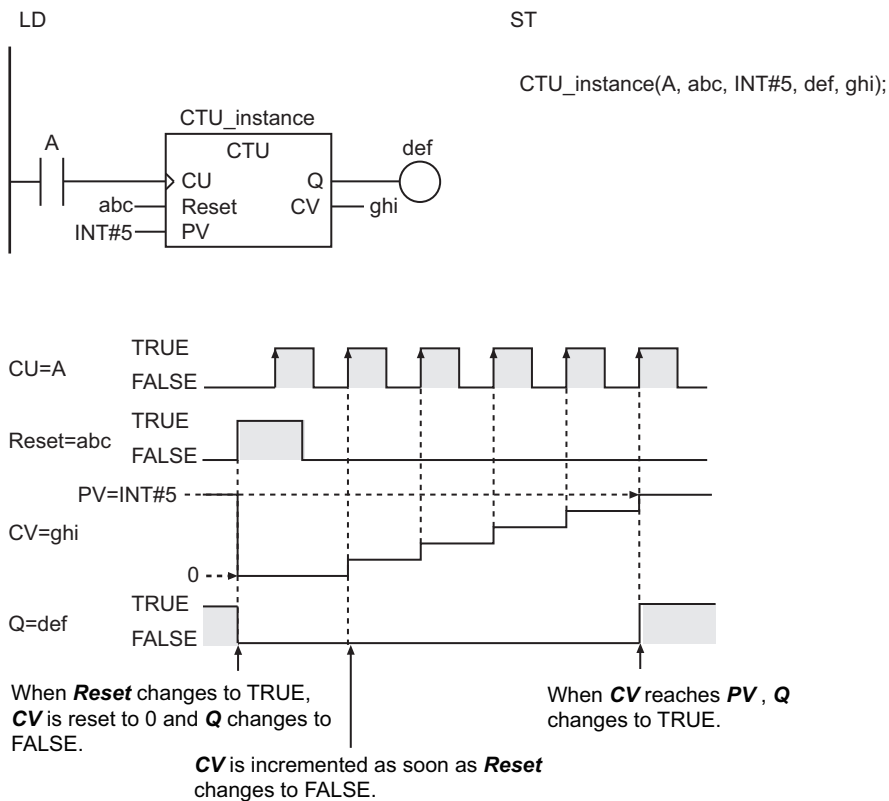 LD
ST
CTU_instance(A, abc, INT#5, def, ghi);
CTU_instance
A
CTU
def
CU
Q
abc
Reset
CV
ghi
INT#5
PV
CU=A
TRUE
FALSE
Reset=abc
TRUE
FALSE
PV=INT#5
CV=ghi
0
Q=def
TRUE
FALSE
When Reset changes to TRUE,
CV is reset to 0 and Q changes to
FALSE.
CV is incremented as soon as Reset
changes to FALSE.
When CV reaches PV , Q
changes to TRUE.